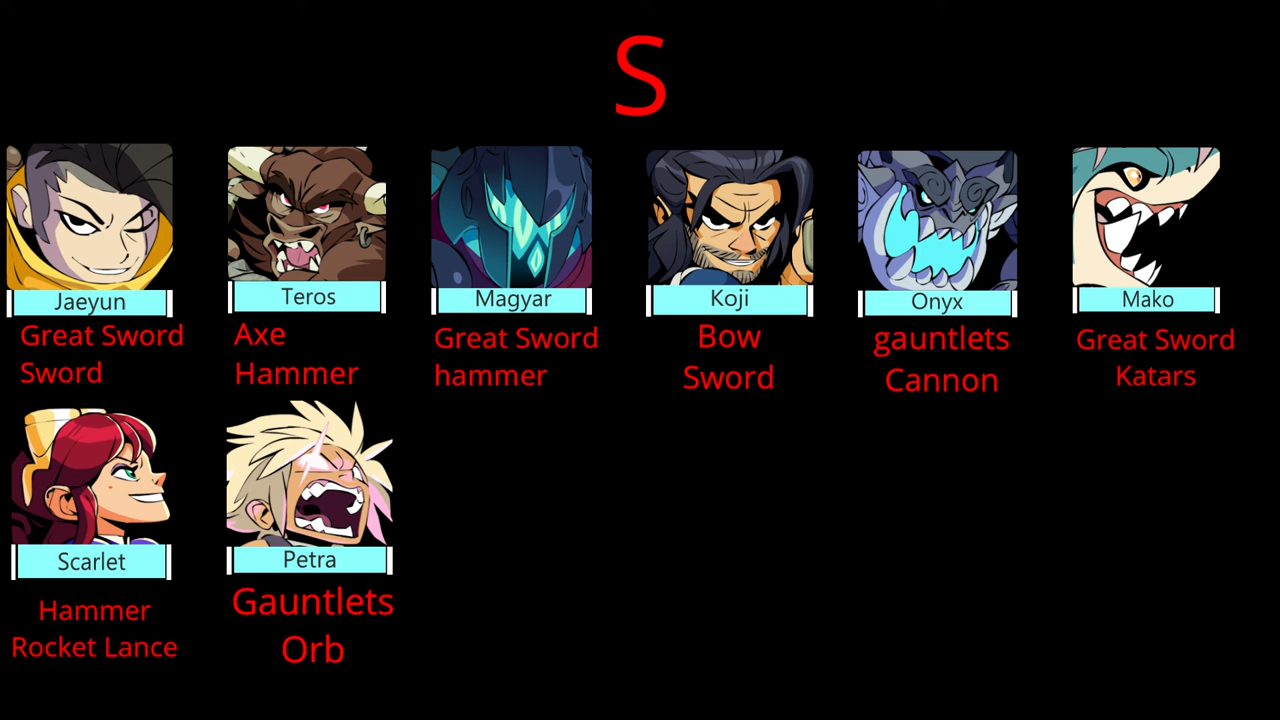 S
Jaeyun
Great Sword
Sword
Teros
Axe
Hammer
Magyar
Great Sword
hammer
Koji
Bow
Sword
Onyx
gauntlets
Cannon
Mako
Great Sword
Katars
Scarlet
Hammer
Rocket Lance
Petra
Gauntlets
Orb